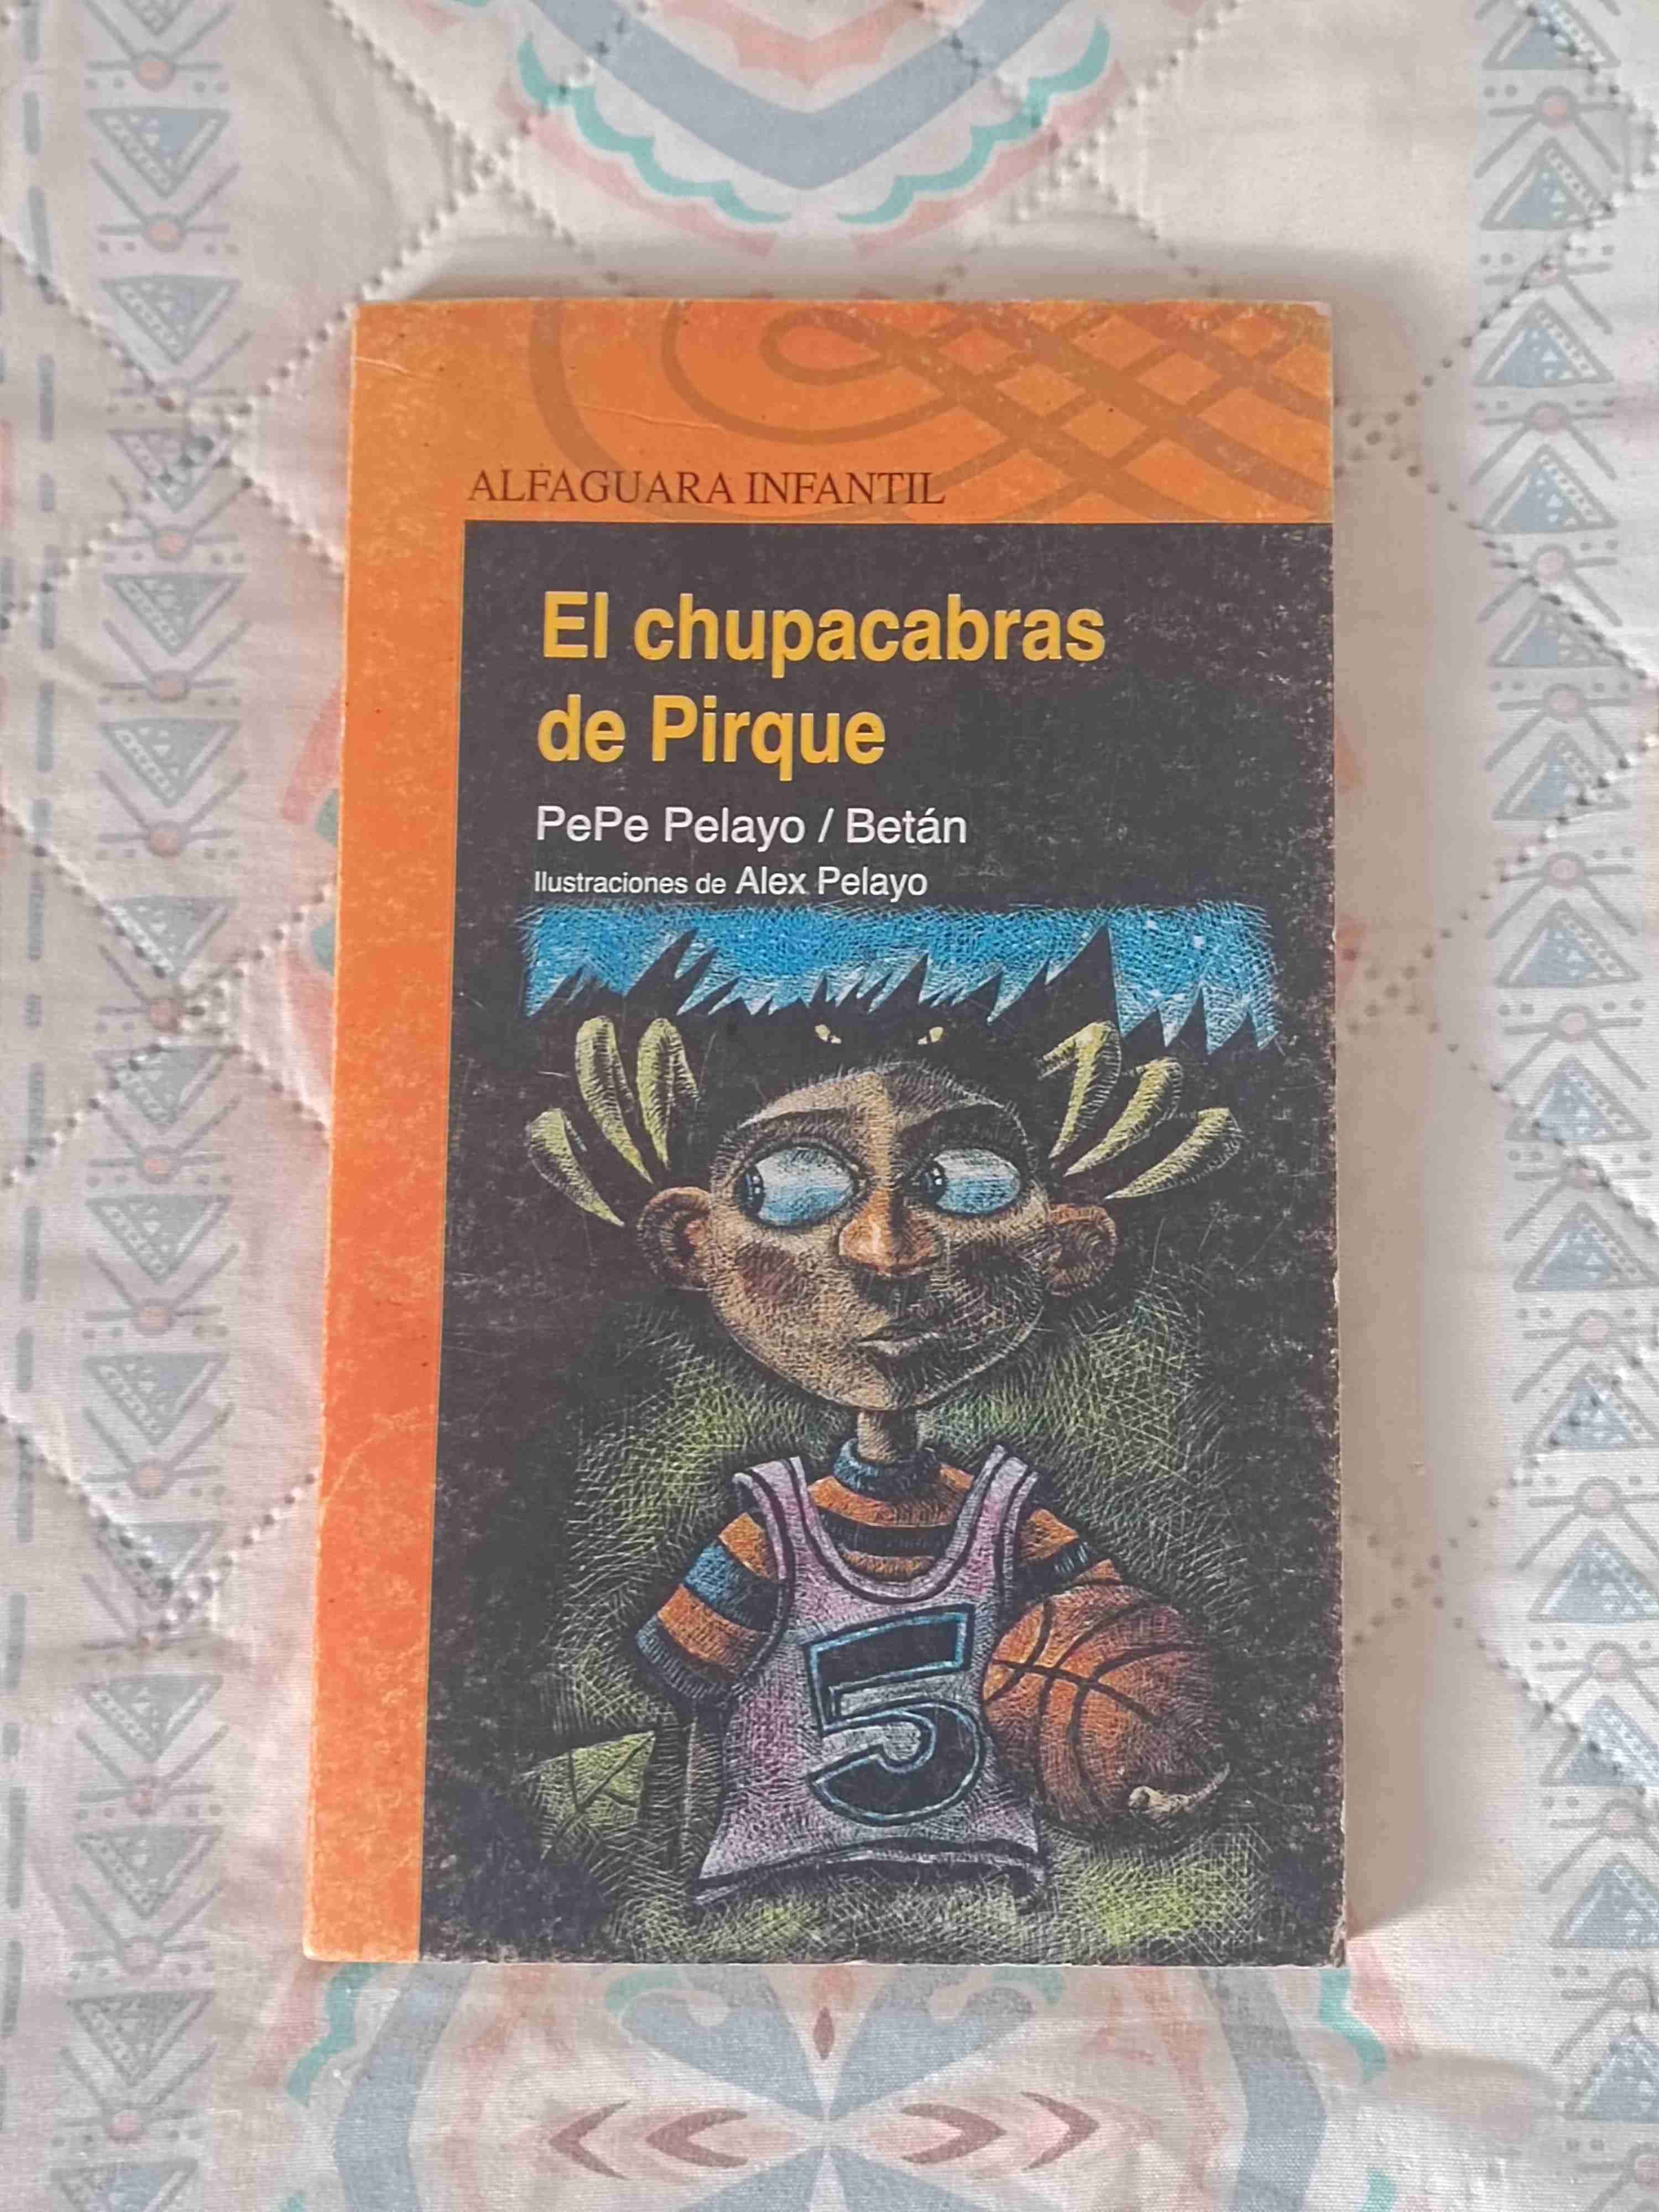 ALFAGUARA INFANTIL
El chupacabras
de Pirque
PePe Pelayo / Betán
Ilustraciones de Alex Pelayo
5